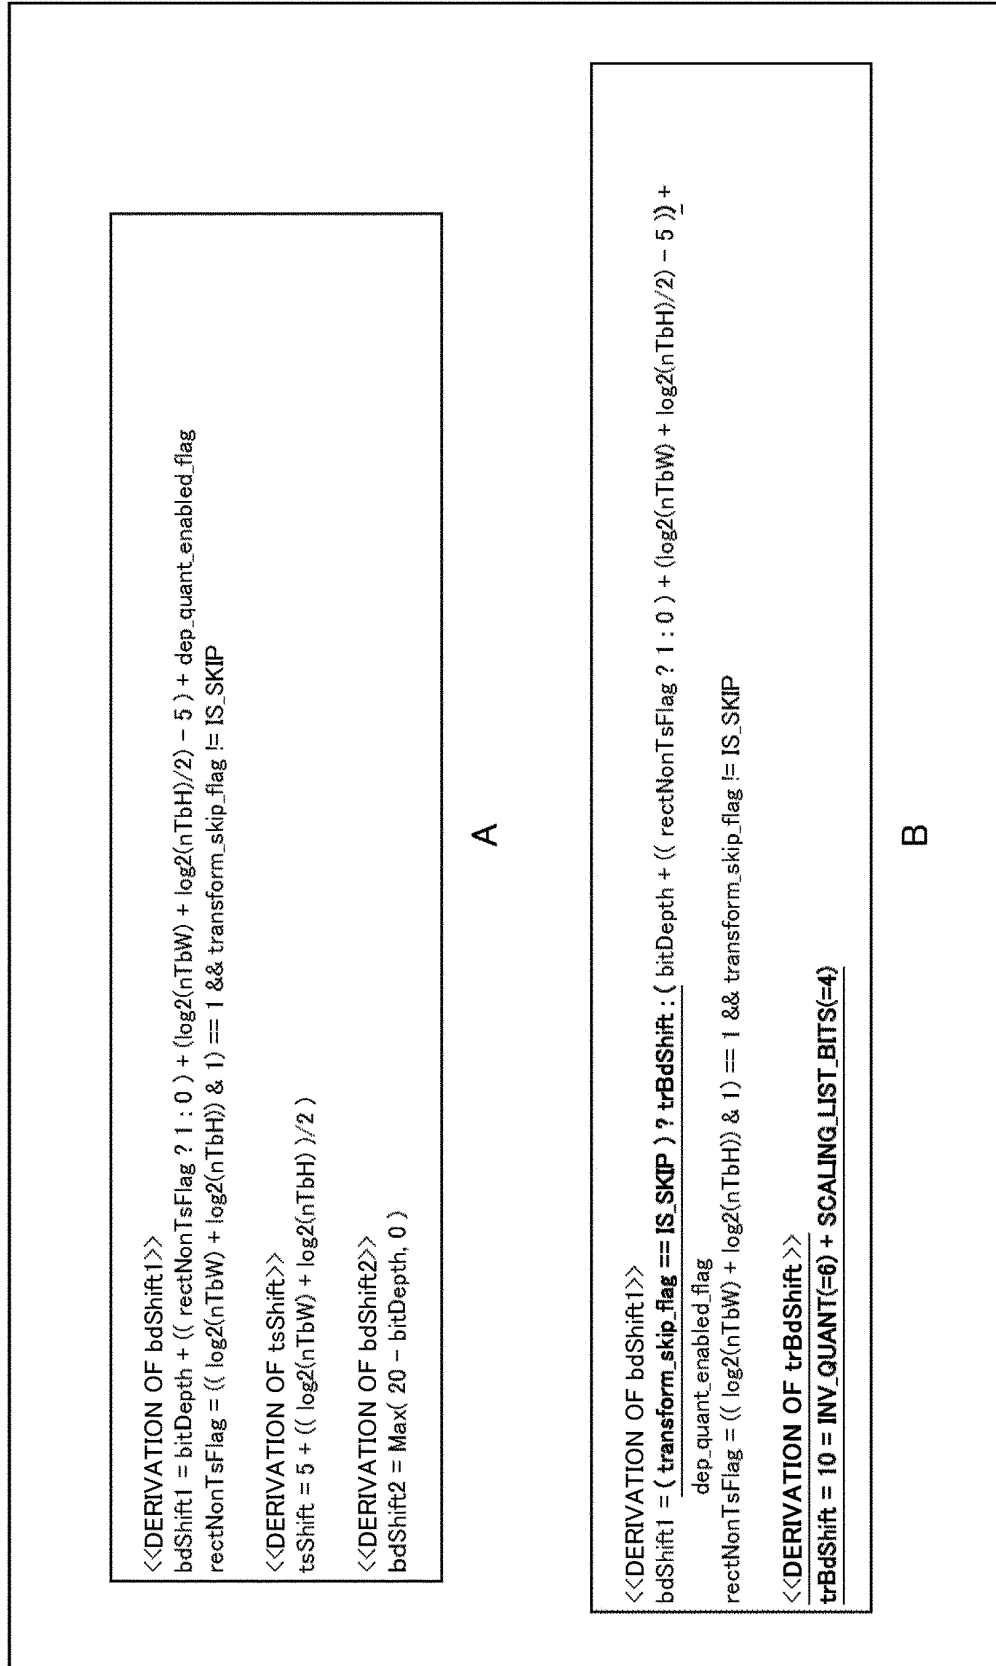 <<DERIVATION OF bdShift1>>
bdShift1 = bitDepth + (( rectNonTsFlag ? 1 : 0 ) + (log2(nTbW) + log2(nTbH)/2) − 5 ) + dep_quant_enabled_flag
rectNonTsFlag = (( log2(nTbW) + log2(nTbH)) & 1) == 1 && transform_skip_flag != IS_SKIP
<<DERIVATION OF tsShift>>
tsShift = 5 + (( log2(nTbW) + log2(nTbH) )/2 )
<<DERIVATION OF bdShift2>>
bdShift2 = Max( 20 − bitDepth, 0 )
A
<<DERIVATION OF bdShift1>>
bdShift1 = ( transform_skip_flag == IS_SKIP ) ? trBdShift : ( bitDepth + (( rectNonTsFlag ? 1 : 0 ) + (log2(nTbW) + log2(nTbH)/2) − 5 )) +
dep_quant_enabled_flag
rectNonTsFlag = (( log2(nTbW) + log2(nTbH)) & 1) == 1 && transform_skip_flag != IS_SKIP
<<DERIVATION OF trBdShift>>
trBdShift = 10 = INV_QUANT(=6) + SCALING_LIST_BITS(=4)
B